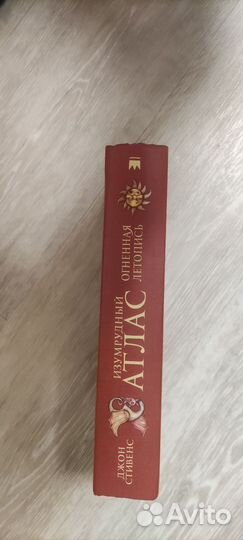 ДЖОН
СТИВЕНС
ИЗУМРУДНЫЙ
АТЛАС
ОГНЕННАЯ
ЛЕТОПИСЬ
Avito